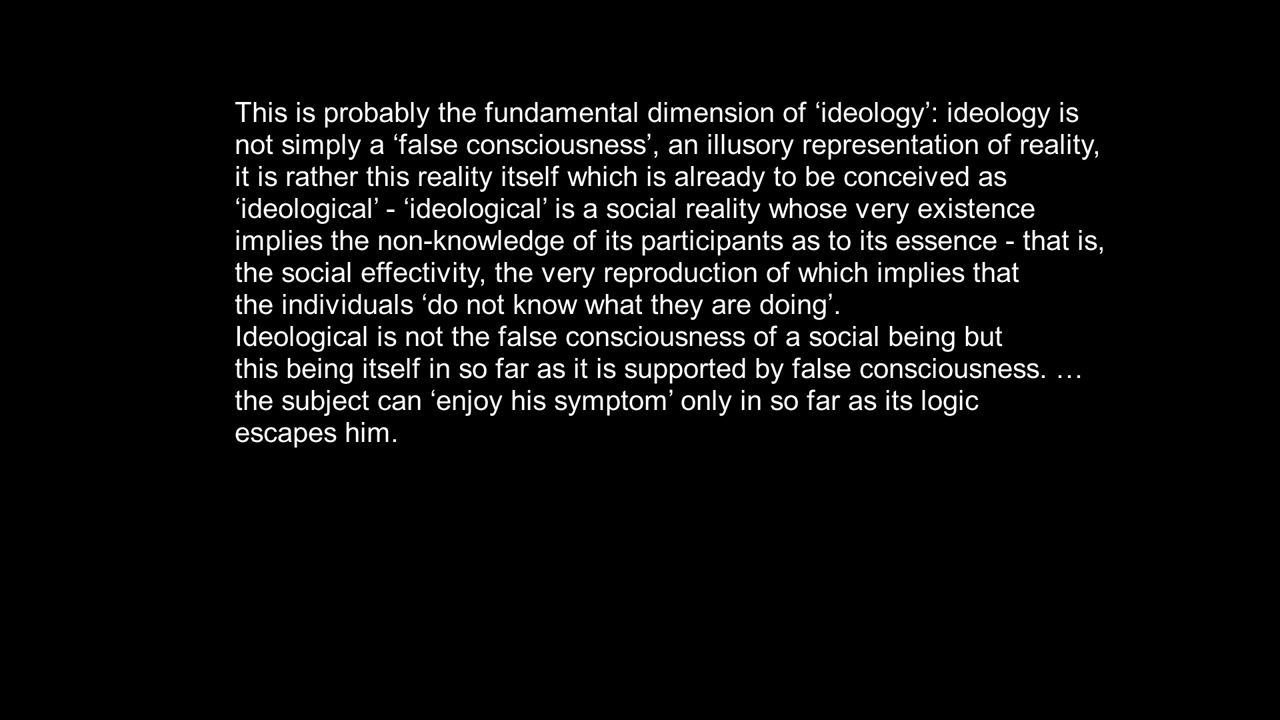 This is probably the fundamental dimension of ‘ideology’: ideology is
not simply a ‘false consciousness’, an illusory representation of reality,
it is rather this reality itself which is already to be conceived as
‘ideological’ - ‘ideological’ is a social reality whose very existence
implies the non-knowledge of its participants as to its essence - that is,
the social effectivity, the very reproduction of which implies that
the individuals ‘do not know what they are doing’.
Ideological is not the false consciousness of a social being but
this being itself in so far as it is supported by false consciousness. …
the subject can ‘enjoy his symptom’ only in so far as its logic
escapes him.